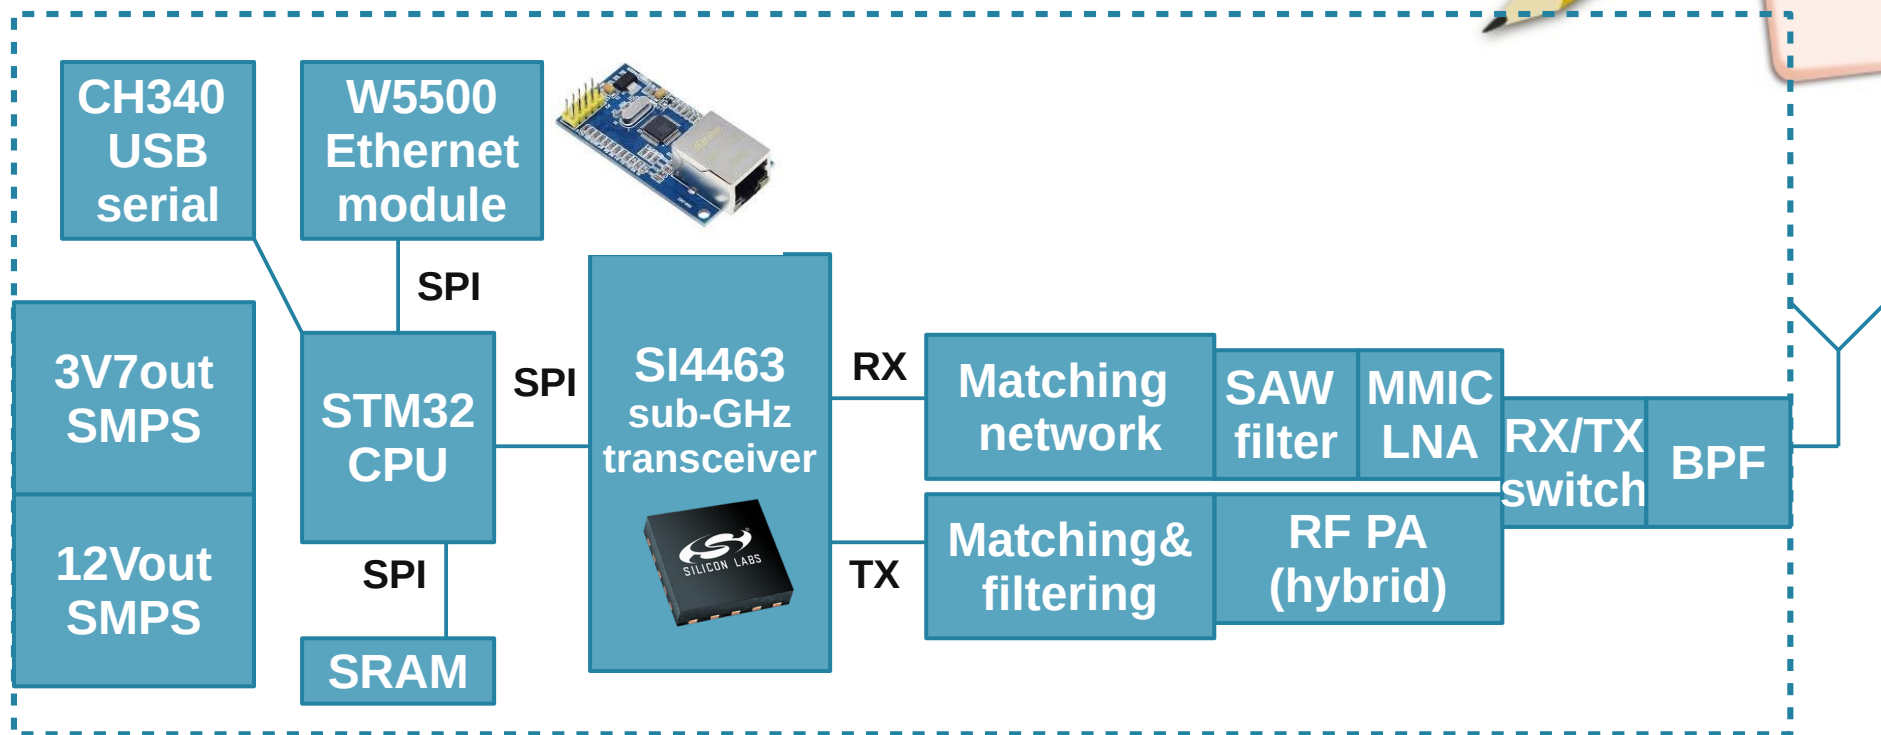 CH340
USB
serial
W5500
Ethernet
module
SPI
3V7out
SMPS
12Vout
SMPS
STM32
CPU
SPI
SPI
SRAM
SI4463
sub-GHz
transceiver
SILICON LABS
RX
TX
Matching
network
SAW
filter
MMIC
LNA
Matching&
filtering
RF PA
(hybrid)
RX/TX
switch
BPF